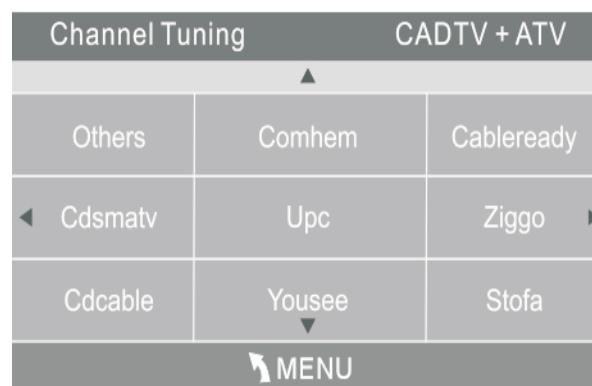 Channel Tuning CADTV + ATV
Others Comhem Cableready
Cdsmatv Upc Ziggo
Cdcable Yousee Stofa
MENU